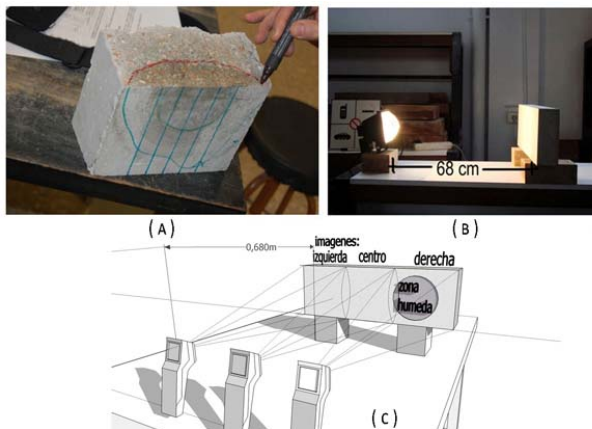 ( A )
68 cm
( B )
0,680m
imagenes:
izquierda centro derecha
zona
humeda
( C )